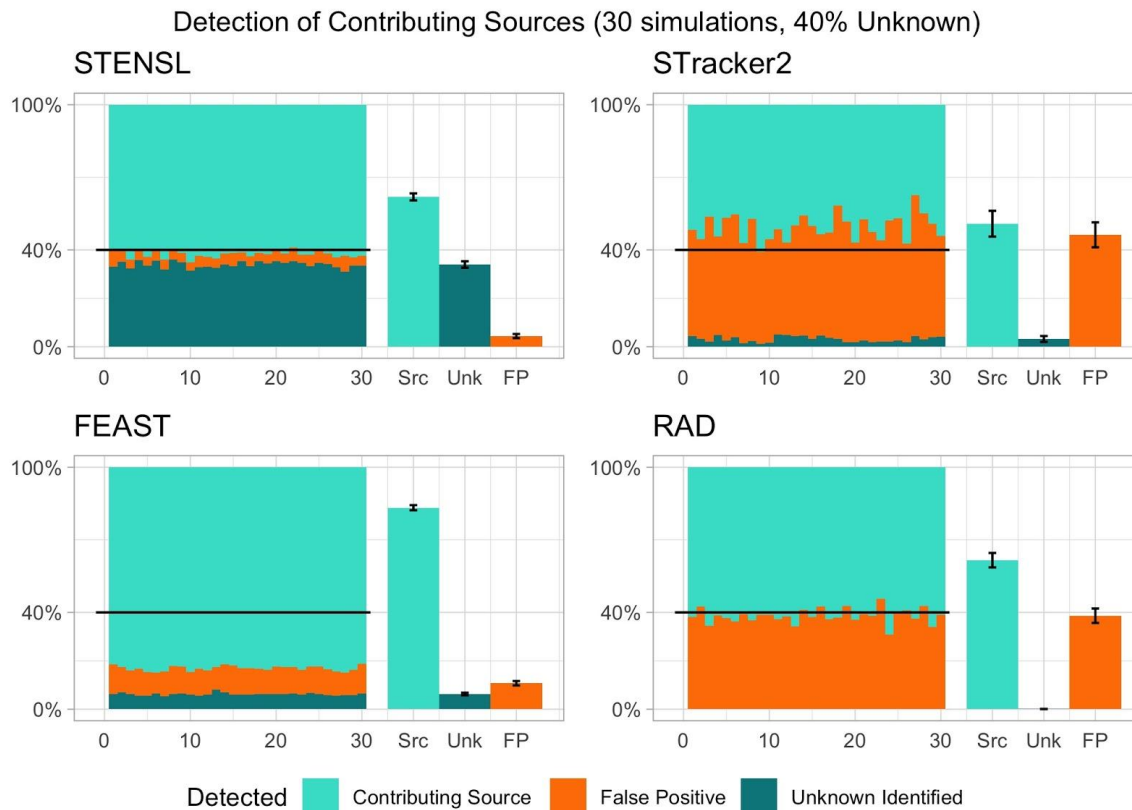 Detection of Contributing Sources (30 simulations, 40% Unknown)
STENSL
STracker2
100%
40%
0%
0 10 20 30 Src Unk FP
100%
40%
0%
0 10 20 30 Src Unk FP
FEAST
RAD
100%
40%
0%
0 10 20 30 Src Unk FP
100%
40%
0%
0 10 20 30 Src Unk FP
Detected Contributing Source False Positive Unknown Identified